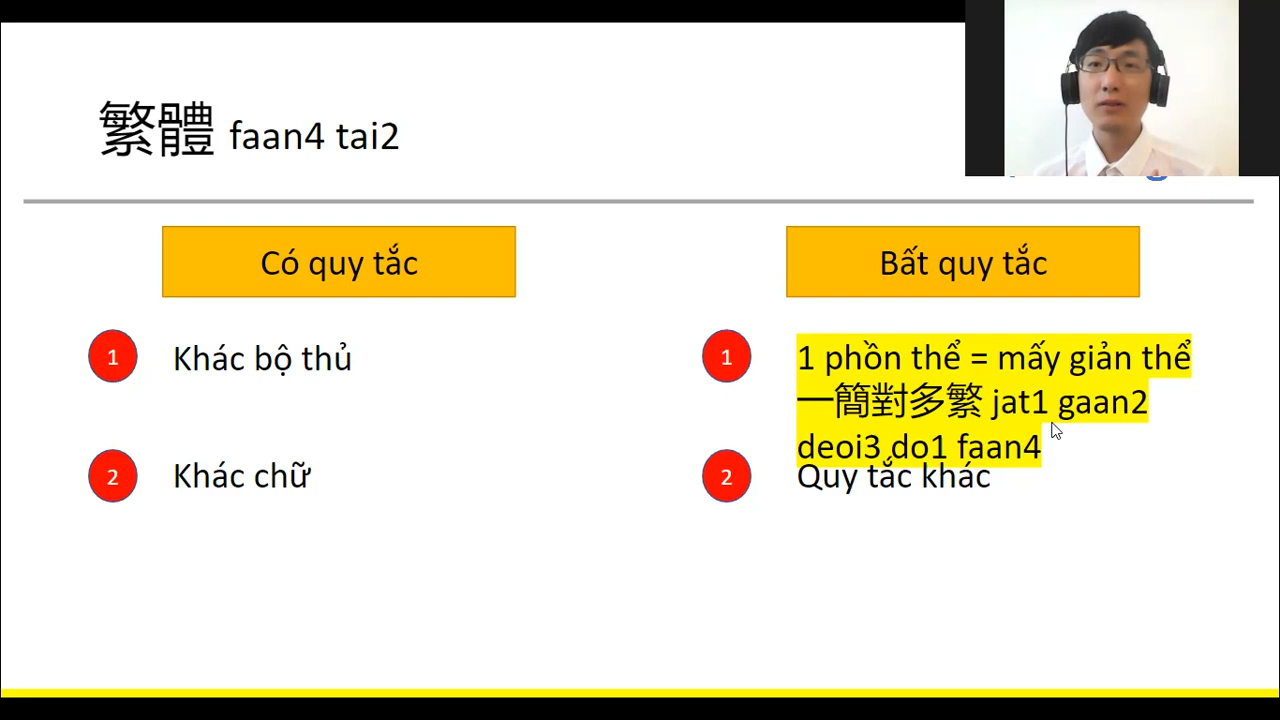 繁體 faan4 tai2
Có quy tắc
1 Khác bộ thủ
2 Khác chữ
Bất quy tắc
1 1 phồn thể = mấy giản thể
一簡對多繁 jat1 gaan2
deoi3 do1 faan4
2 Quy tắc khác